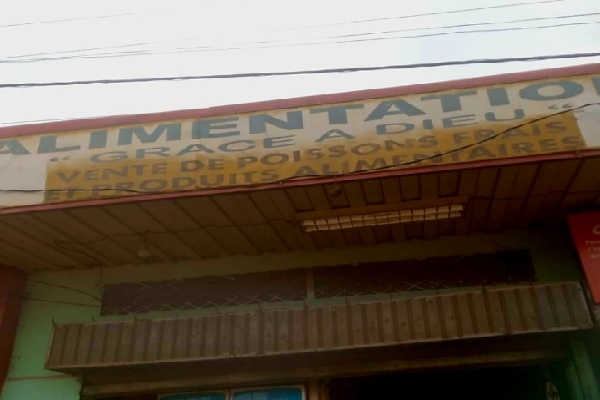 ALIMENTATION
" GRACE A DIEU "
VENTE DE POISSONS FRAIS
ET PRODUITS ALIMENTAIRES